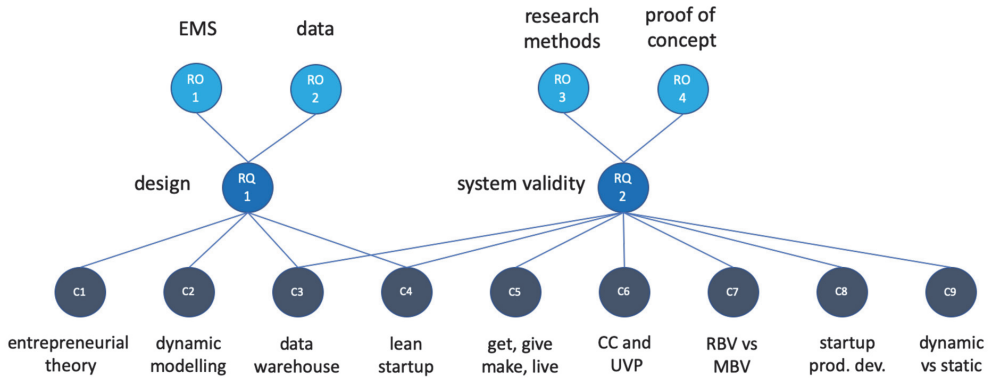 EMS
data
research
methods
proof of
concept
RO
1
RO
2
RO
3
RO
4
design
RQ
1
system validity
RQ
2
C1
C2
C3
C4
C5
C6
C7
C8
C9
entrepreneurial
theory
dynamic
modelling
data
warehouse
lean
startup
get, give
make, live
CC and
UVP
RBV vs
MBV
startup
prod. dev.
dynamic
vs static